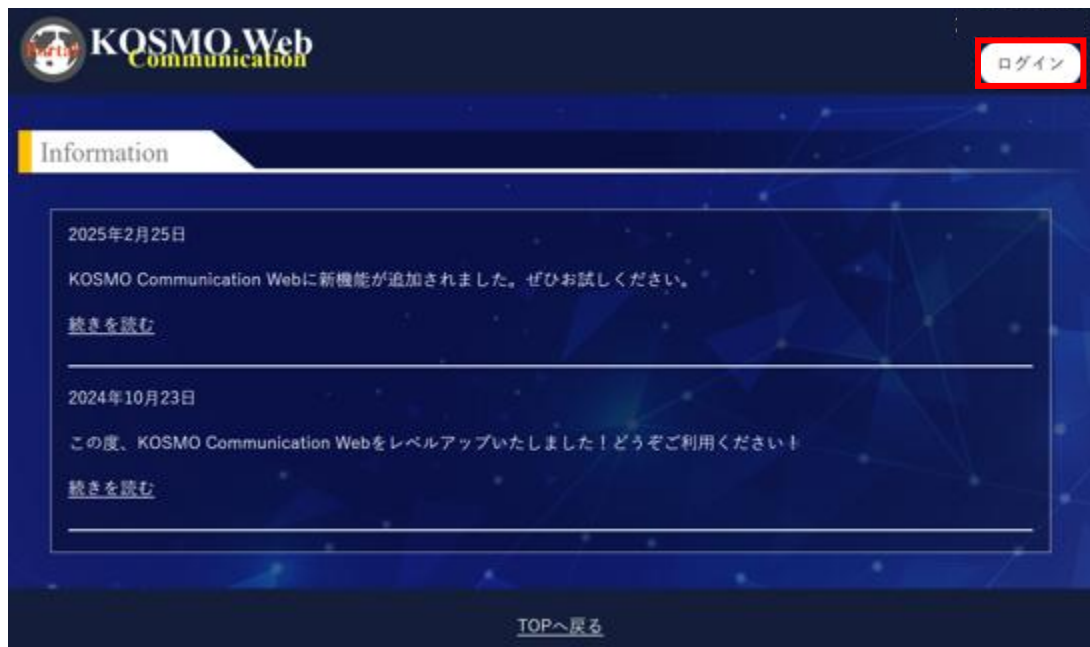 Portal
KOSMO Web
Communication
ログイン
Information
2025年2月25日
KOSMO Communication Webに新機能が追加されました。ぜひお試しください。
続きを読む
2024年10月23日
この度、KOSMO Communication Webをレベルアップいたしました！どうぞご利用ください！
続きを読む
TOPへ戻る